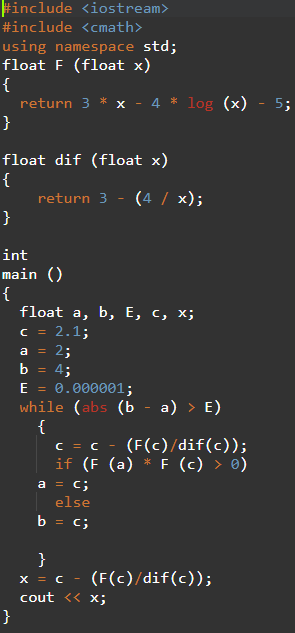 #include <iostream>
#include <cmath>
using namespace std;
float F (float x)
{
return 3 * x - 4 * log (x) - 5;
}
float dif (float x)
{
return 3 - (4 / x);
}
int
main ()
{
float a, b, E, c, x;
c = 2.1;
a = 2;
b = 4;
E = 0.000001;
while (abs (b - a) > E)
{
c = c - (F(c)/dif(c));
if (F (a) * F (c) > 0)
a = c;
else
b = c;
}
x = c - (F(c)/dif(c));
cout << x;
}